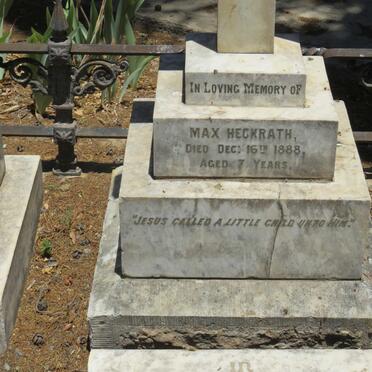 IN LOVING MEMORY OF
MAX HECKRATH,
DIED DEC: 16TH 1888,
AGED 7 YEARS.
"JESUS CALLED A LITTLE CHILD UNTO HIM."
IN